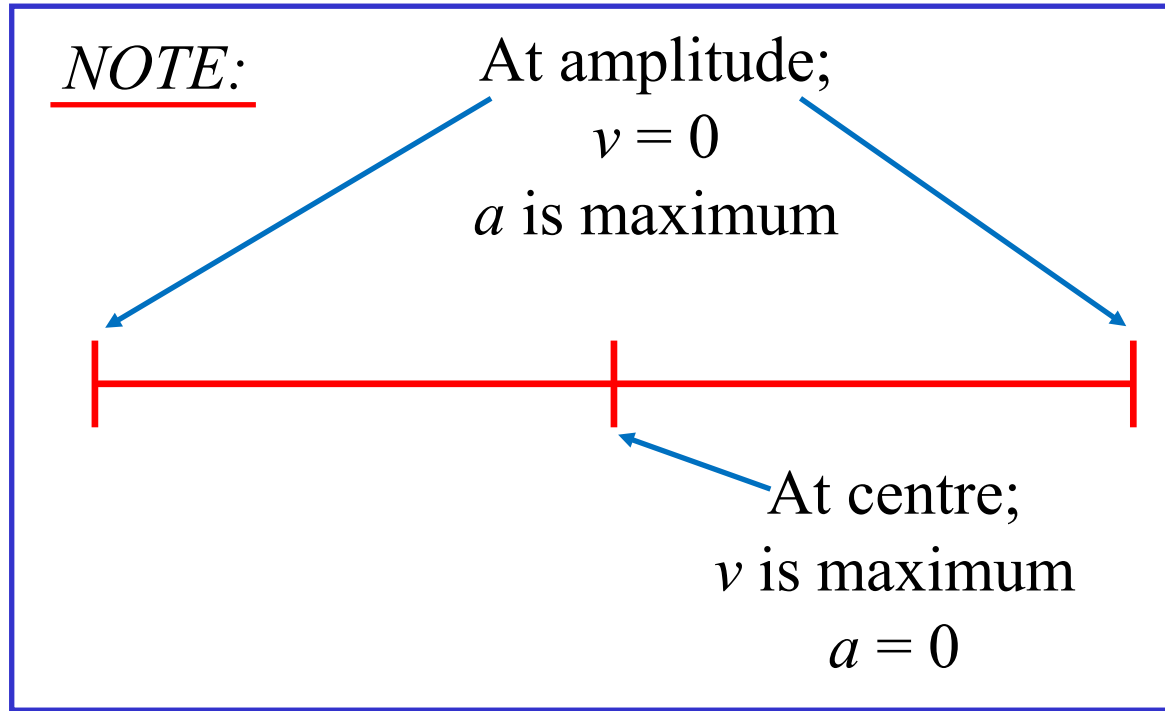 NOTE:
At amplitude;
v = 0
a is maximum
At centre;
v is maximum
a = 0